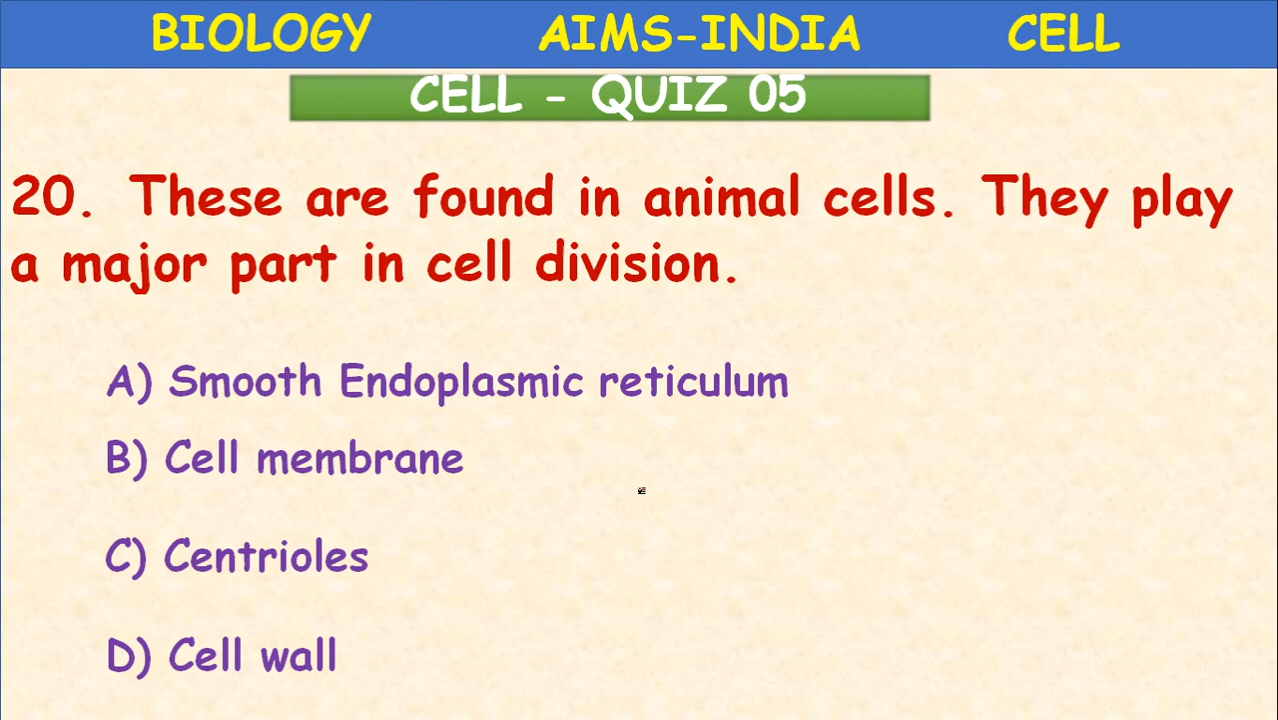 BIOLOGY AIMS-INDIA CELL
CELL - QUIZ 05
20. These are found in animal cells. They play
a major part in cell division.
A) Smooth Endoplasmic reticulum
B) Cell membrane
C) Centrioles
D) Cell wall